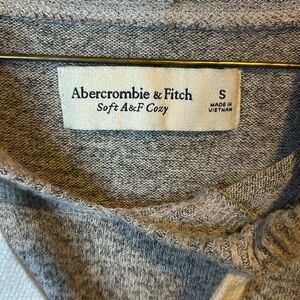 Abercrombie & Fitch
Soft A&F Cozy
S
MADE IN
VIETNAM